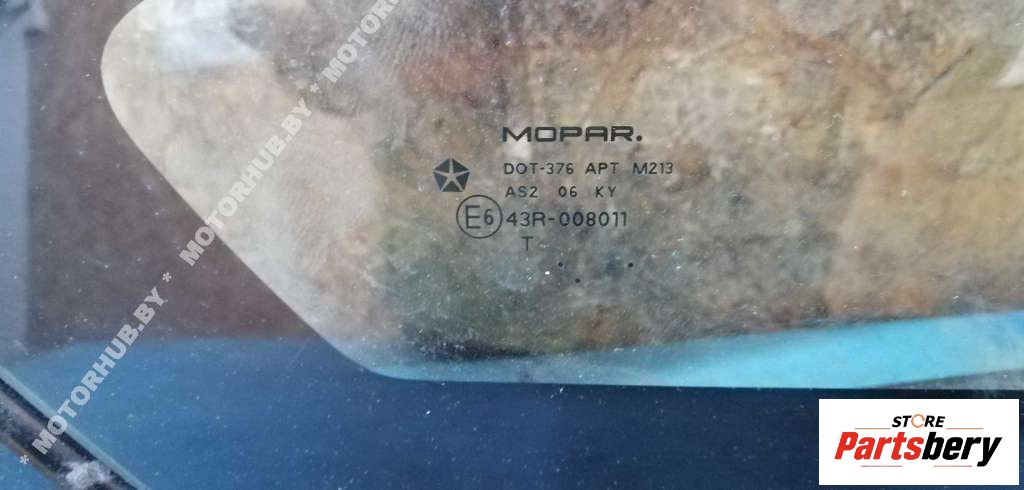 MOPAR.
DOT-376 APT M213
AS2 06 KY
E6 43R-008011
T
* MOTORHUB.BY * MOTORHUB.BY * MOTORHUB.BY
STORE
Partsbery